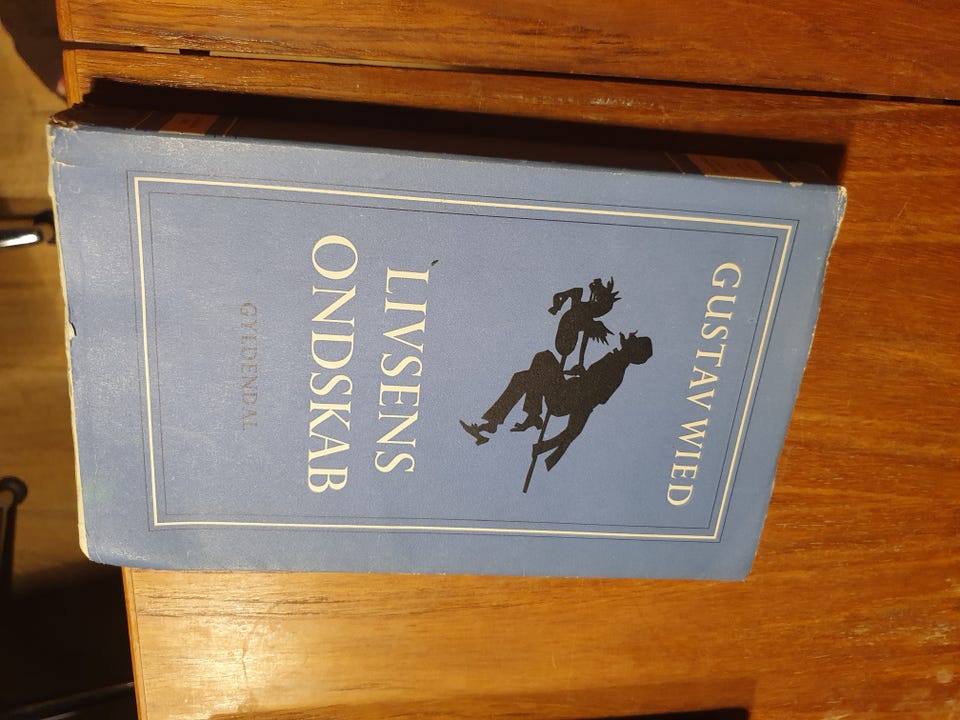 GUSTAV WIED
LIVSENS
ONDSKAB
GYLDENDAL